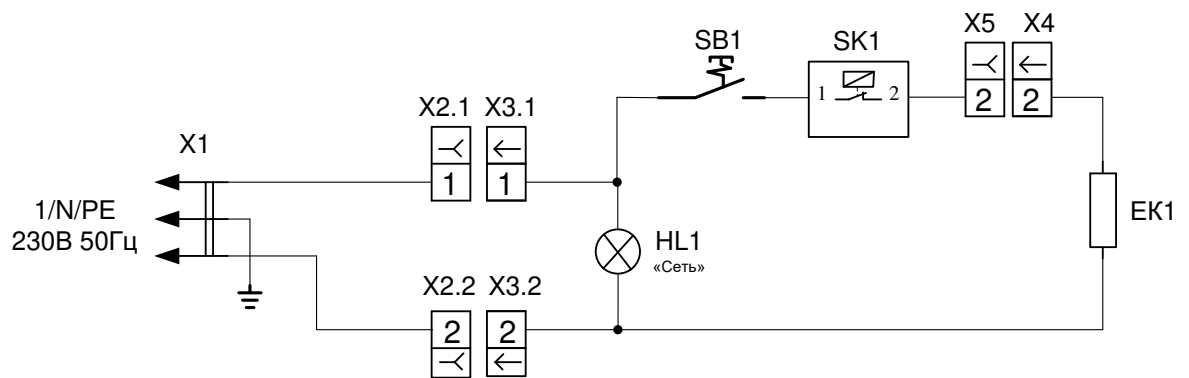 X5 X4
SB1 SK1
1 2
2 2
X2.1 X3.1
X1
1 1
1/N/PE
230В 50Гц
ЕК1
HL1
«Сеть»
X2.2 X3.2
2 2